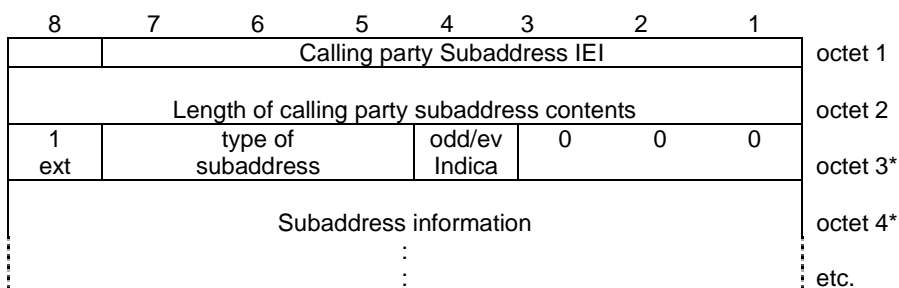 8 7 6 5 4 3 2 1
Calling party Subaddress IEI octet 1
Length of calling party subaddress contents octet 2
1 type of odd/ev 0 0 0
ext subaddress Indica octet 3*
Subaddress information octet 4*
:
: etc.